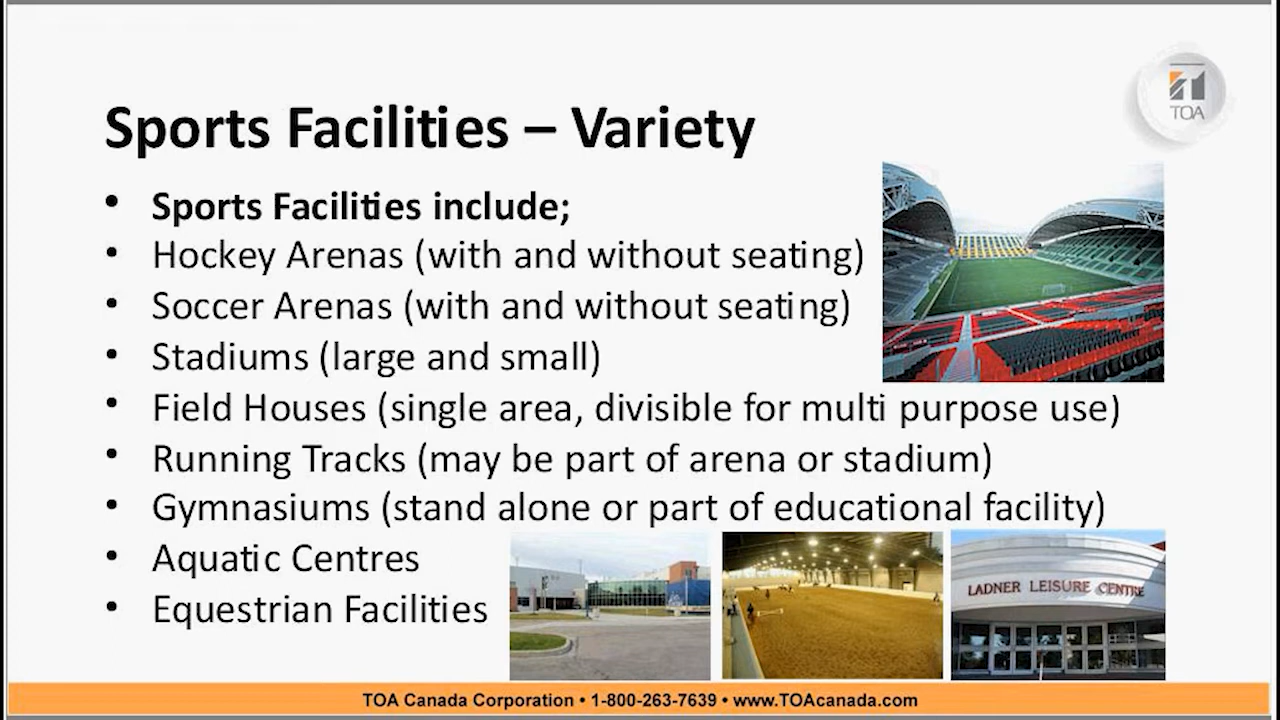 TOA
Sports Facilities – Variety
• Sports Facilities include;
• Hockey Arenas (with and without seating)
• Soccer Arenas (with and without seating)
• Stadiums (large and small)
• Field Houses (single area, divisible for multi purpose use)
• Running Tracks (may be part of arena or stadium)
• Gymnasiums (stand alone or part of educational facility)
• Aquatic Centres
• Equestrian Facilities
LADNER LEISURE CENTRE
TOA Canada Corporation • 1-800-263-7639 • www.TOAcanada.com